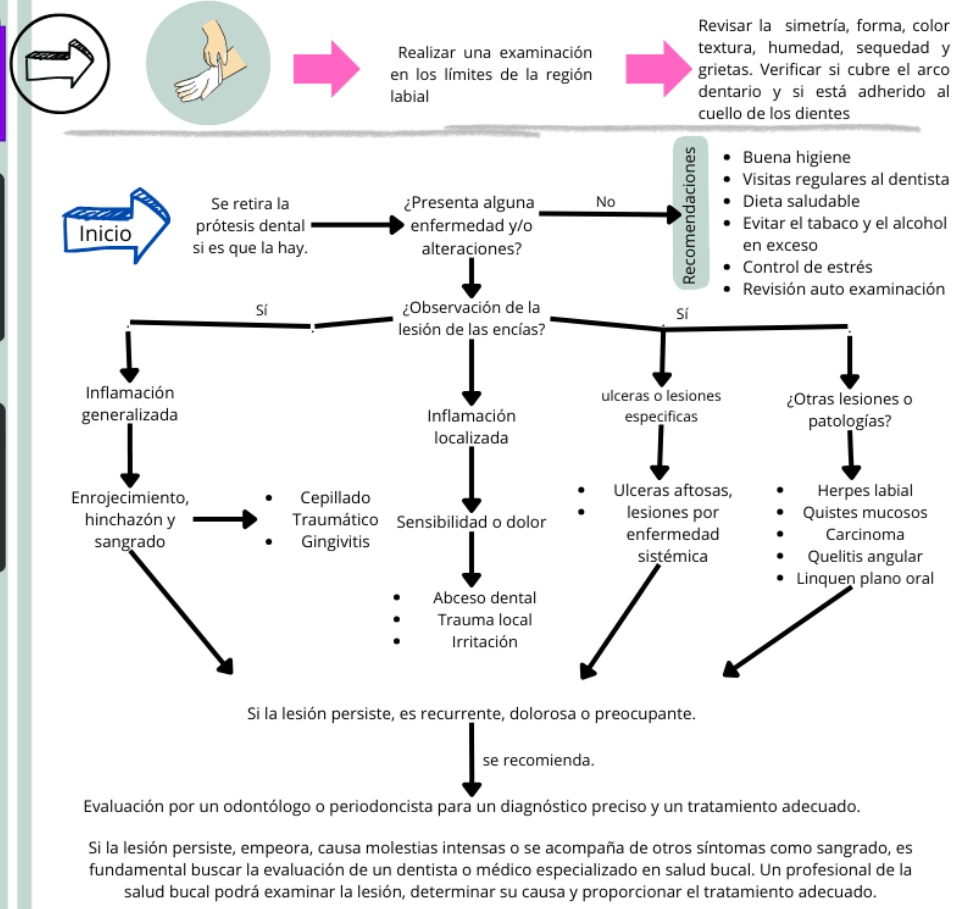 Realizar una examinación
en los límites de la región
labial
Revisar la simetría, forma, color
textura, humedad, sequedad y
grietas. Verificar si cubre el arco
dentario y si está adherido al
cuello de los dientes
Inicio
Se retira la
prótesis dental
si es que la hay.
¿Presenta alguna
enfermedad y/o
alteraciones?
No
Recomendaciones
• Buena higiene
• Visitas regulares al dentista
• Dieta saludable
• Evitar el tabaco y el alcohol
en exceso
• Control de estrés
• Revisión auto examinación
¿Observación de la
lesión de las encías?
Sí
Sí
Inflamación
generalizada
Enrojecimiento,
hinchazón y
sangrado
• Cepillado
Traumático
• Gingivitis
Inflamación
localizada
Sensibilidad o dolor
• Abceso dental
• Trauma local
• Irritación
ulceras o lesiones
especificas
• Ulceras aftosas,
• lesiones por
enfermedad
sistémica
¿Otras lesiones o
patologías?
• Herpes labial
• Quistes mucosos
• Carcinoma
• Quelitis angular
• Linquen plano oral
Si la lesión persiste, es recurrente, dolorosa o preocupante.
se recomienda.
Evaluación por un odontólogo o periodoncista para un diagnóstico preciso y un tratamiento adecuado.
Si la lesión persiste, empeora, causa molestias intensas o se acompaña de otros síntomas como sangrado, es
fundamental buscar la evaluación de un dentista o médico especializado en salud bucal. Un profesional de la
salud bucal podrá examinar la lesión, determinar su causa y proporcionar el tratamiento adecuado.